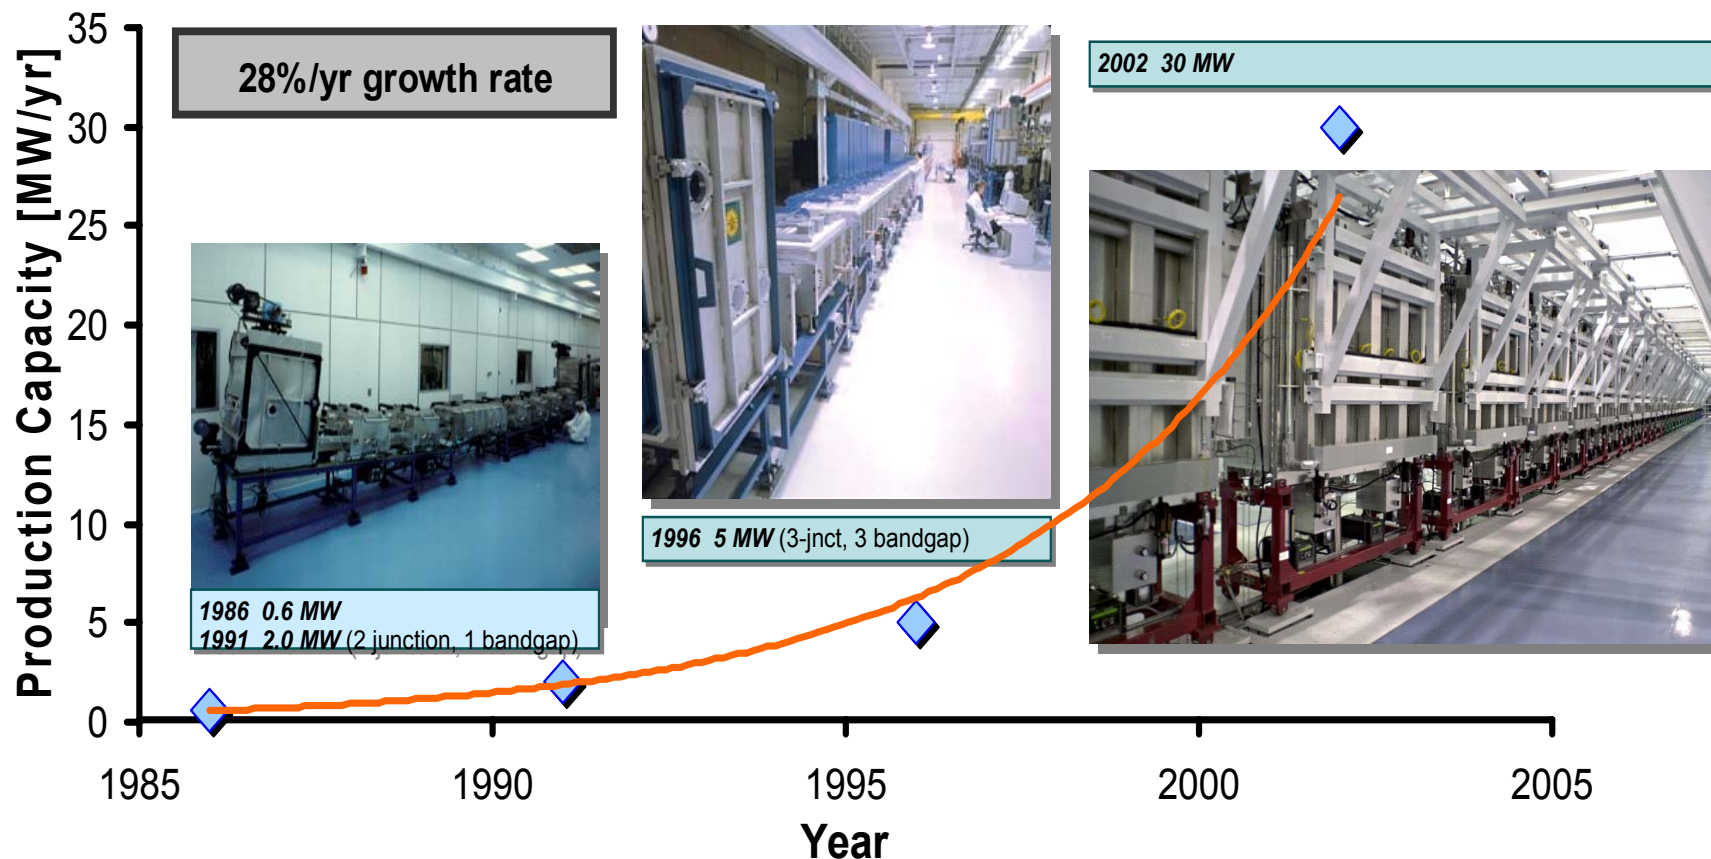 Production Capacity [MW/yr]
35
30
25
20
15
10
5
0
28%/yr growth rate
1986 0.6 MW
1991 2.0 MW (2 junction, 1 bandgap)
1996 5 MW (3-jnct, 3 bandgap)
2002 30 MW
1985
1990
1995
2000
2005
Year